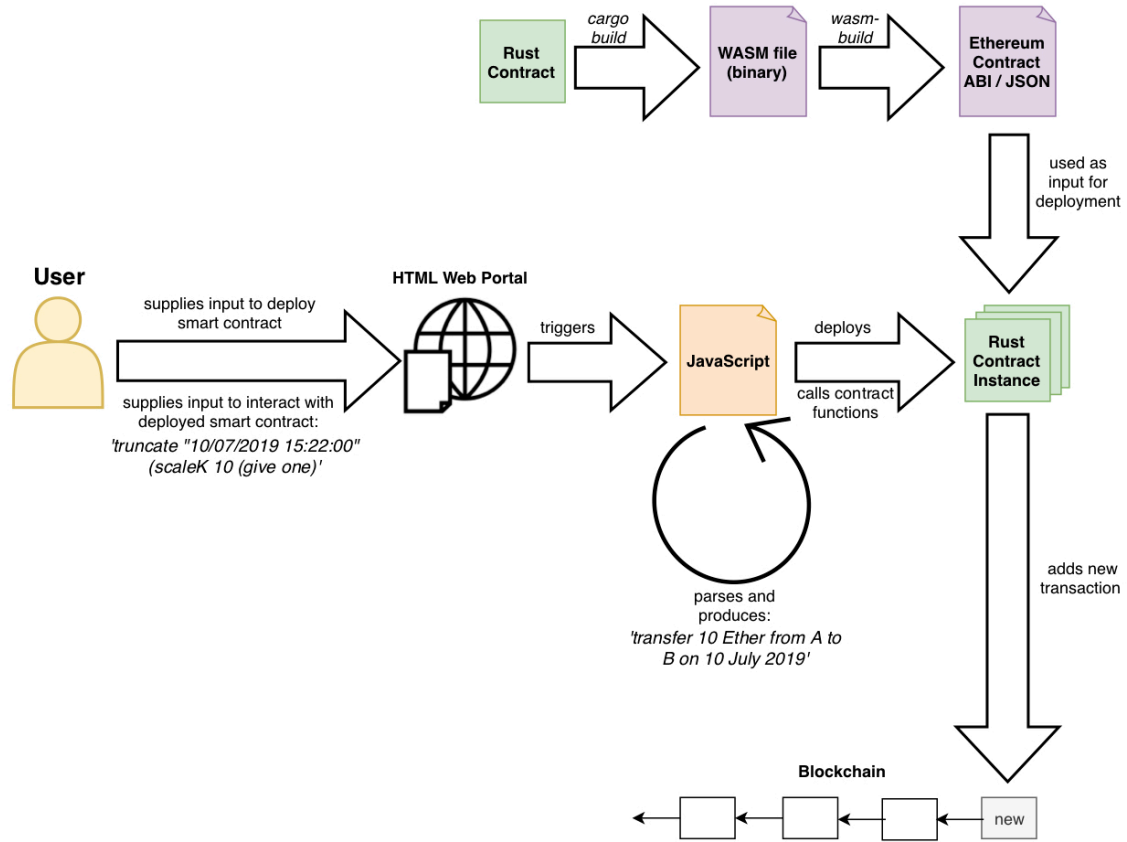 cargo
build
wasm-
build
Rust
Contract
WASM file
(binary)
Ethereum
Contract
ABI / JSON
used as
input for
deployment
User
HTML Web Portal
supplies input to deploy
smart contract
triggers
deploys
JavaScript
Rust
Contract
Instance
calls contract
functions
supplies input to interact with
deployed smart contract:
'truncate "10/07/2019 15:22:00"
(scaleK 10 (give one)'
parses and
produces:
'transfer 10 Ether from A to
B on 10 July 2019'
adds new
transaction
Blockchain
new